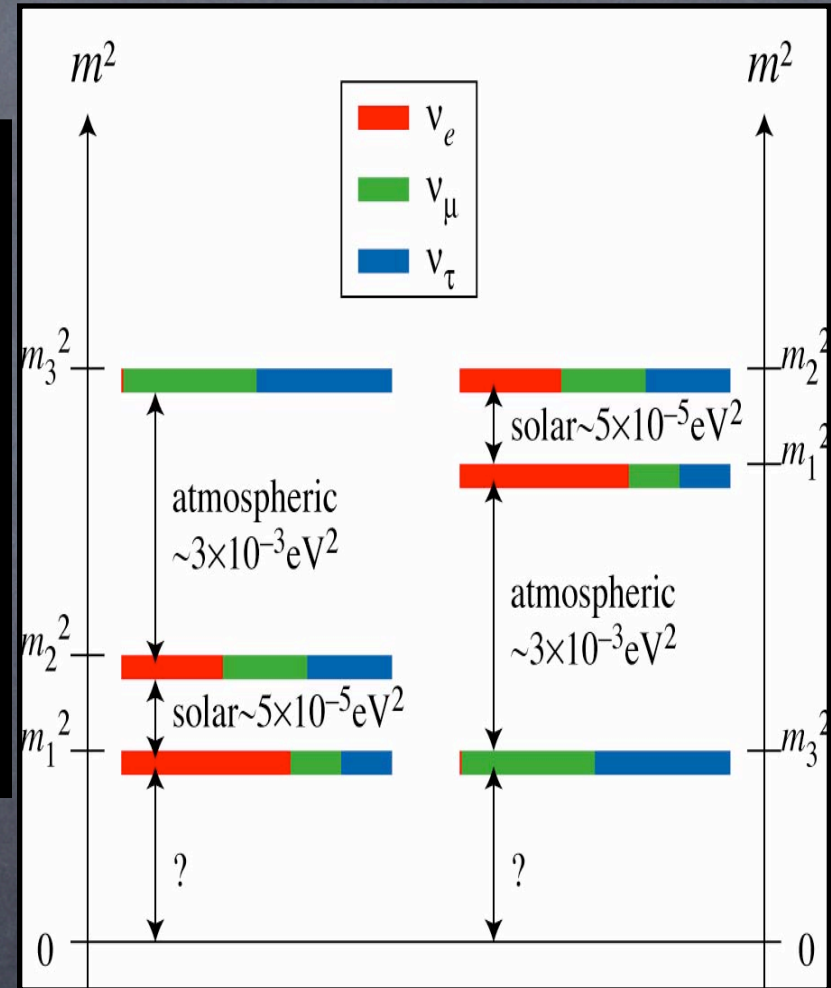 m²
m²
νe
νμ
ντ
m₃²
m₂²
solar~5×10⁻⁵eV²
m₁²
atmospheric
~3×10⁻³eV²
atmospheric
~3×10⁻³eV²
m₂²
solar~5×10⁻⁵eV²
m₁²
m₃²
?
?
0
0